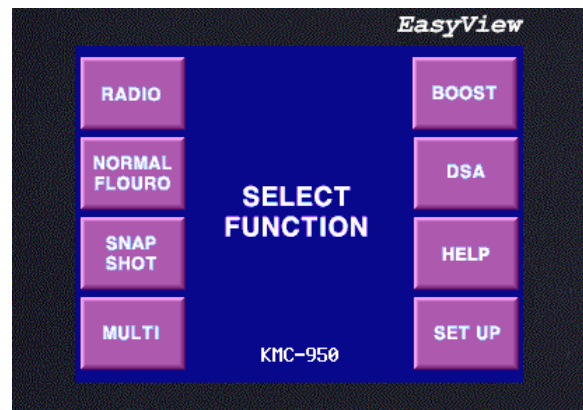 EasyView
RADIO
BOOST
NORMAL
FLOURO
DSA
SELECT
FUNCTION
SNAP
SHOT
HELP
MULTI
SET UP
KMC-950